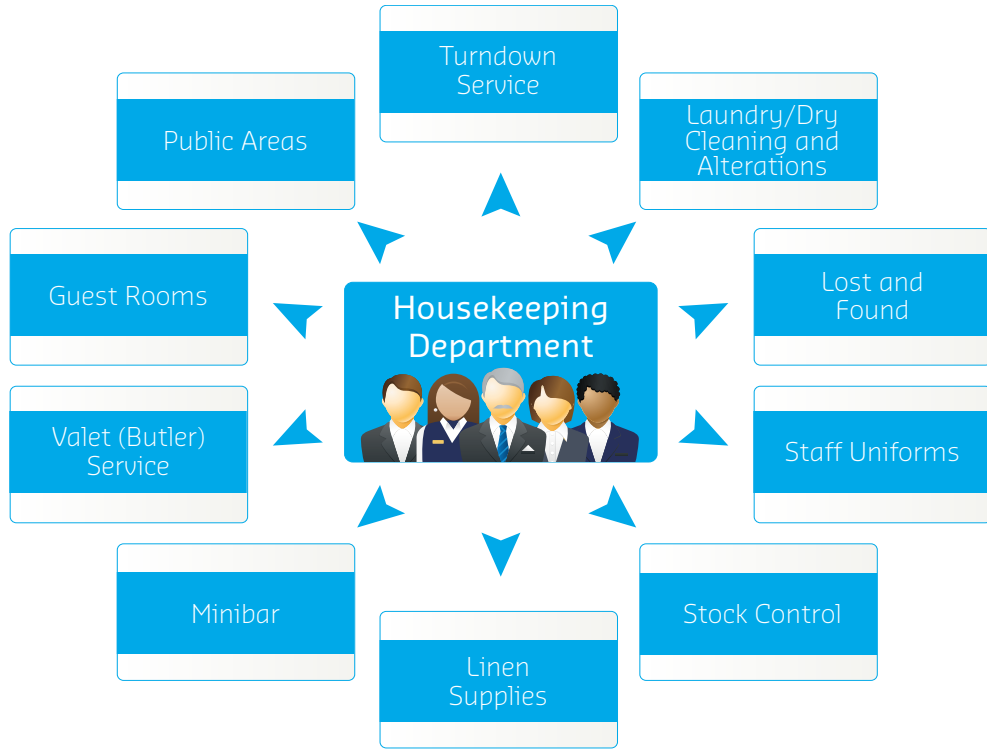 Turndown
Service
Public Areas
Laundry/Dry
Cleaning and
Alterations
Guest Rooms
Housekeeping
Department
Lost and
Found
Valet (Butler)
Service
Staff Uniforms
Minibar
Stock Control
Linen
Supplies